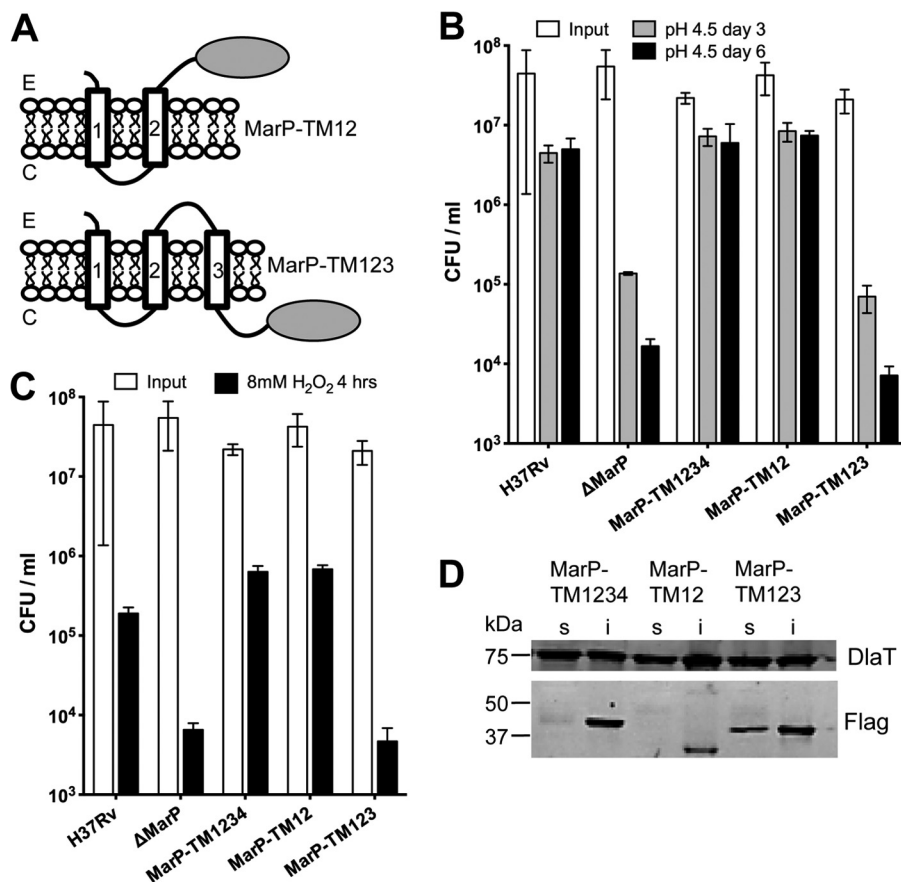 A
E
1
2
MarP-TM12
C
E
1
2
3
MarP-TM123
C
B
Input
pH 4.5 day 3
pH 4.5 day 6
CFU / ml
10^8
10^7
10^6
10^5
10^4
10^3
H37Rv
ΔMarP
MarP-TM1234
MarP-TM12
MarP-TM123
C
Input
8mM H₂O₂ 4 hrs
CFU / ml
10^8
10^7
10^6
10^5
10^4
10^3
H37Rv
ΔMarP
MarP-TM1234
MarP-TM12
MarP-TM123
D
MarP-TM1234
MarP-TM12
MarP-TM123
kDa
s i s i s i
75
DlaT
50
37
Flag